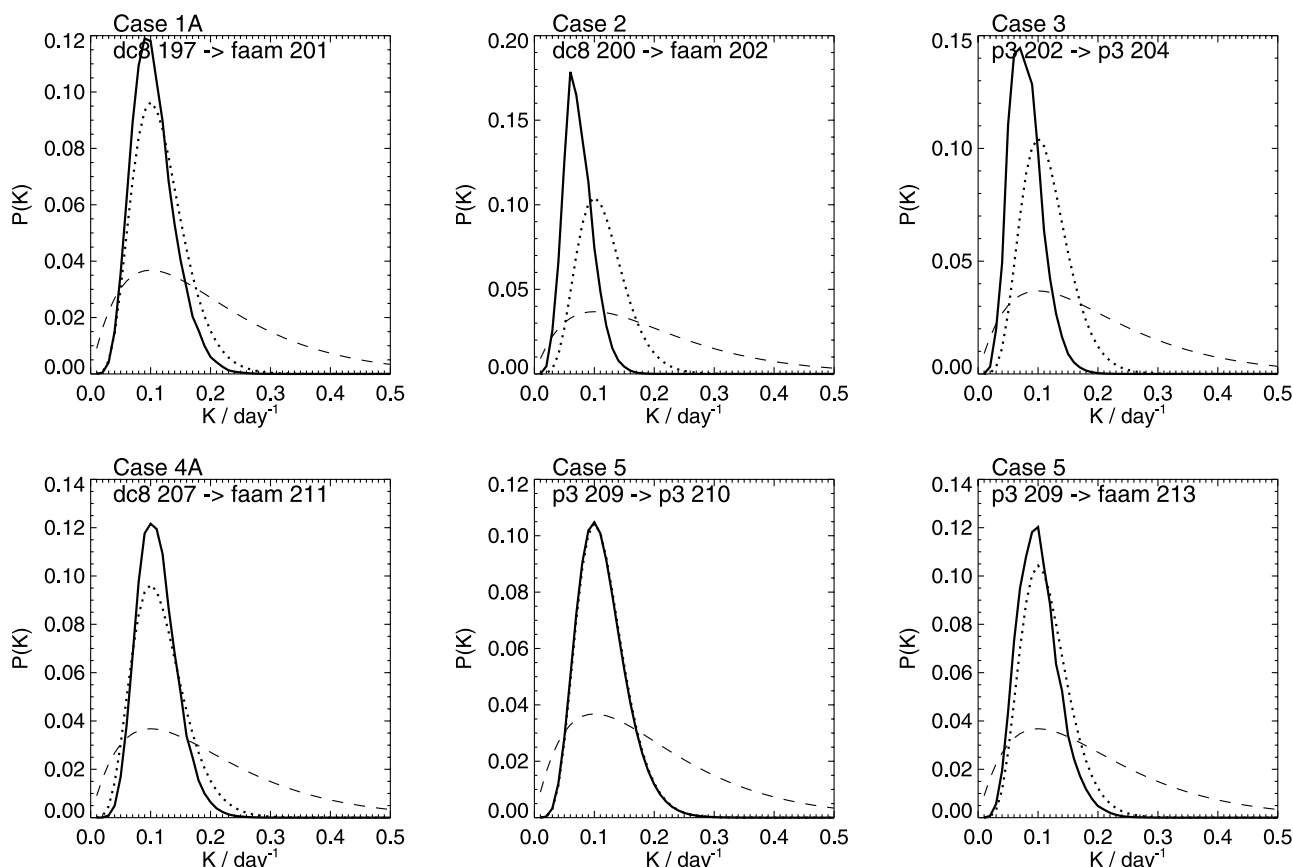 Case 1A
dc8 197 -> faam 201
0.12
0.10
0.08
0.06
0.04
0.02
0.00
P(K)
0.0 0.1 0.2 0.3 0.4 0.5
K / day-1
Case 2
dc8 200 -> faam 202
0.20
0.15
0.10
0.05
0.00
P(K)
0.0 0.1 0.2 0.3 0.4 0.5
K / day-1
Case 3
p3 202 -> p3 204
0.15
0.10
0.05
0.00
P(K)
0.0 0.1 0.2 0.3 0.4 0.5
K / day-1
Case 4A
dc8 207 -> faam 211
0.14
0.12
0.10
0.08
0.06
0.04
0.02
0.00
P(K)
0.0 0.1 0.2 0.3 0.4 0.5
K / day-1
Case 5
p3 209 -> p3 210
0.12
0.10
0.08
0.06
0.04
0.02
0.00
P(K)
0.0 0.1 0.2 0.3 0.4 0.5
K / day-1
Case 5
p3 209 -> faam 213
0.14
0.12
0.10
0.08
0.06
0.04
0.02
0.00
P(K)
0.0 0.1 0.2 0.3 0.4 0.5
K / day-1